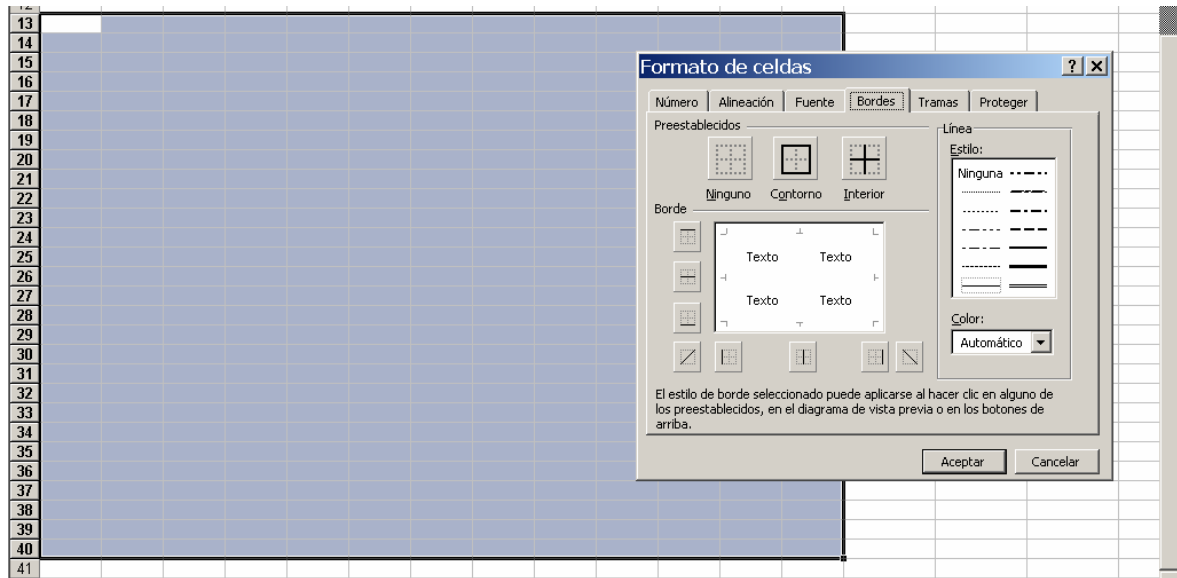 12
13
14
15
16
17
18
19
20
21
22
23
24
25
26
27
28
29
30
31
32
33
34
35
36
37
38
39
40
41
Formato de celdas ? X
Número Alineación Fuente Bordes Tramas Proteger
Preestablecidos
Ninguno Contorno Interior
Borde
Texto Texto
Texto Texto
Línea
Estilo:
Ninguna
Color:
Automático
El estilo de borde seleccionado puede aplicarse al hacer clic en alguno de
los preestablecidos, en el diagrama de vista previa o en los botones de
arriba.
Aceptar Cancelar